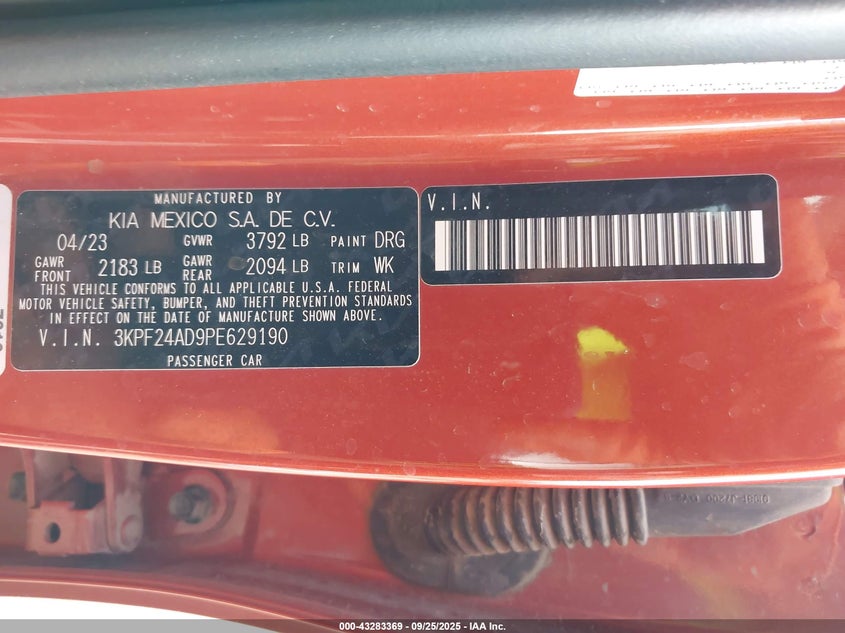 MANUFACTURED BY
KIA MEXICO S.A. DE C.V.
04/23 GVWR 3792 LB PAINT DRG
GAWR FRONT 2183 LB GAWR REAR 2094 LB TRIM WK
THIS VEHICLE CONFORMS TO ALL APPLICABLE U.S.A. FEDERAL
MOTOR VEHICLE SAFETY, BUMPER, AND THEFT PREVENTION STANDARDS
IN EFFECT ON THE DATE OF MANUFACTURE SHOWN ABOVE.
V.I.N. 3KPF24AD9PE629190
PASSENGER CAR
V.I.N.
000-43283369 - 09/25/2025 - IAA Inc.